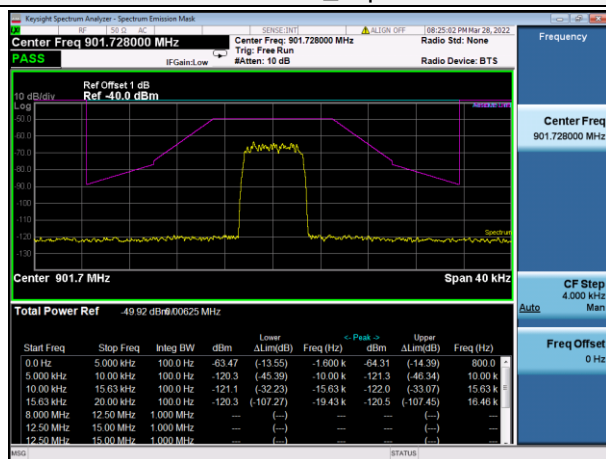 Keysight Spectrum Analyzer - Spectrum Emission Mask
RF 50 Ω AC SENSE:INT ALIGN OFF 08:25:02 PM Mar 28, 2022
Center Freq 901.728000 MHz Center Freq: 901.728000 MHz Radio Std: None
Trig: Free Run
PASS IFGain:Low #Atten: 10 dB Radio Device: BTS
Frequency
Ref Offset 1 dB
10 dB/div Ref -40.0 dBm
Log
-50.0
-60.0
-70.0
-80.0
-90.0
-100
-110
-120
-130
Spectrum
Center 901.7 MHz Span 40 kHz
Center Freq
901.728000 MHz
CF Step
4.000 kHz
Auto Man
Freq Offset
0 Hz
Total Power Ref -49.92
Lower <- Peak -> Upper
Start Freq Stop Freq Integ BW dBm ΔLim(dB) Freq (Hz) dBm ΔLim(dB) Freq (Hz)
0.0 Hz 5.000 kHz 100.0 Hz -63.47 (-13.55) -1.600 k -64.31 (-14.39) 800.0
5.000 kHz 10.00 kHz 100.0 Hz -120.3 (-45.39) -10.00 k -121.3 (-46.34) 10.00 k
10.00 kHz 15.63 kHz 100.0 Hz -121.1 (-32.23) -15.63 k -122.0 (-33.07) 15.63 k
15.63 kHz 20.00 kHz 100.0 Hz -120.3 (-107.27) -19.43 k -120.5 (-107.45) 16.46 k
8.000 MHz 12.50 MHz 1.000 MHz --- (---) --- --- (---) ---
12.50 MHz 15.00 MHz 1.000 MHz --- (---) --- --- (---) ---
12.50 MHz 15.00 MHz 1.000 MHz --- (---) --- --- (---) ---
MSG STATUS